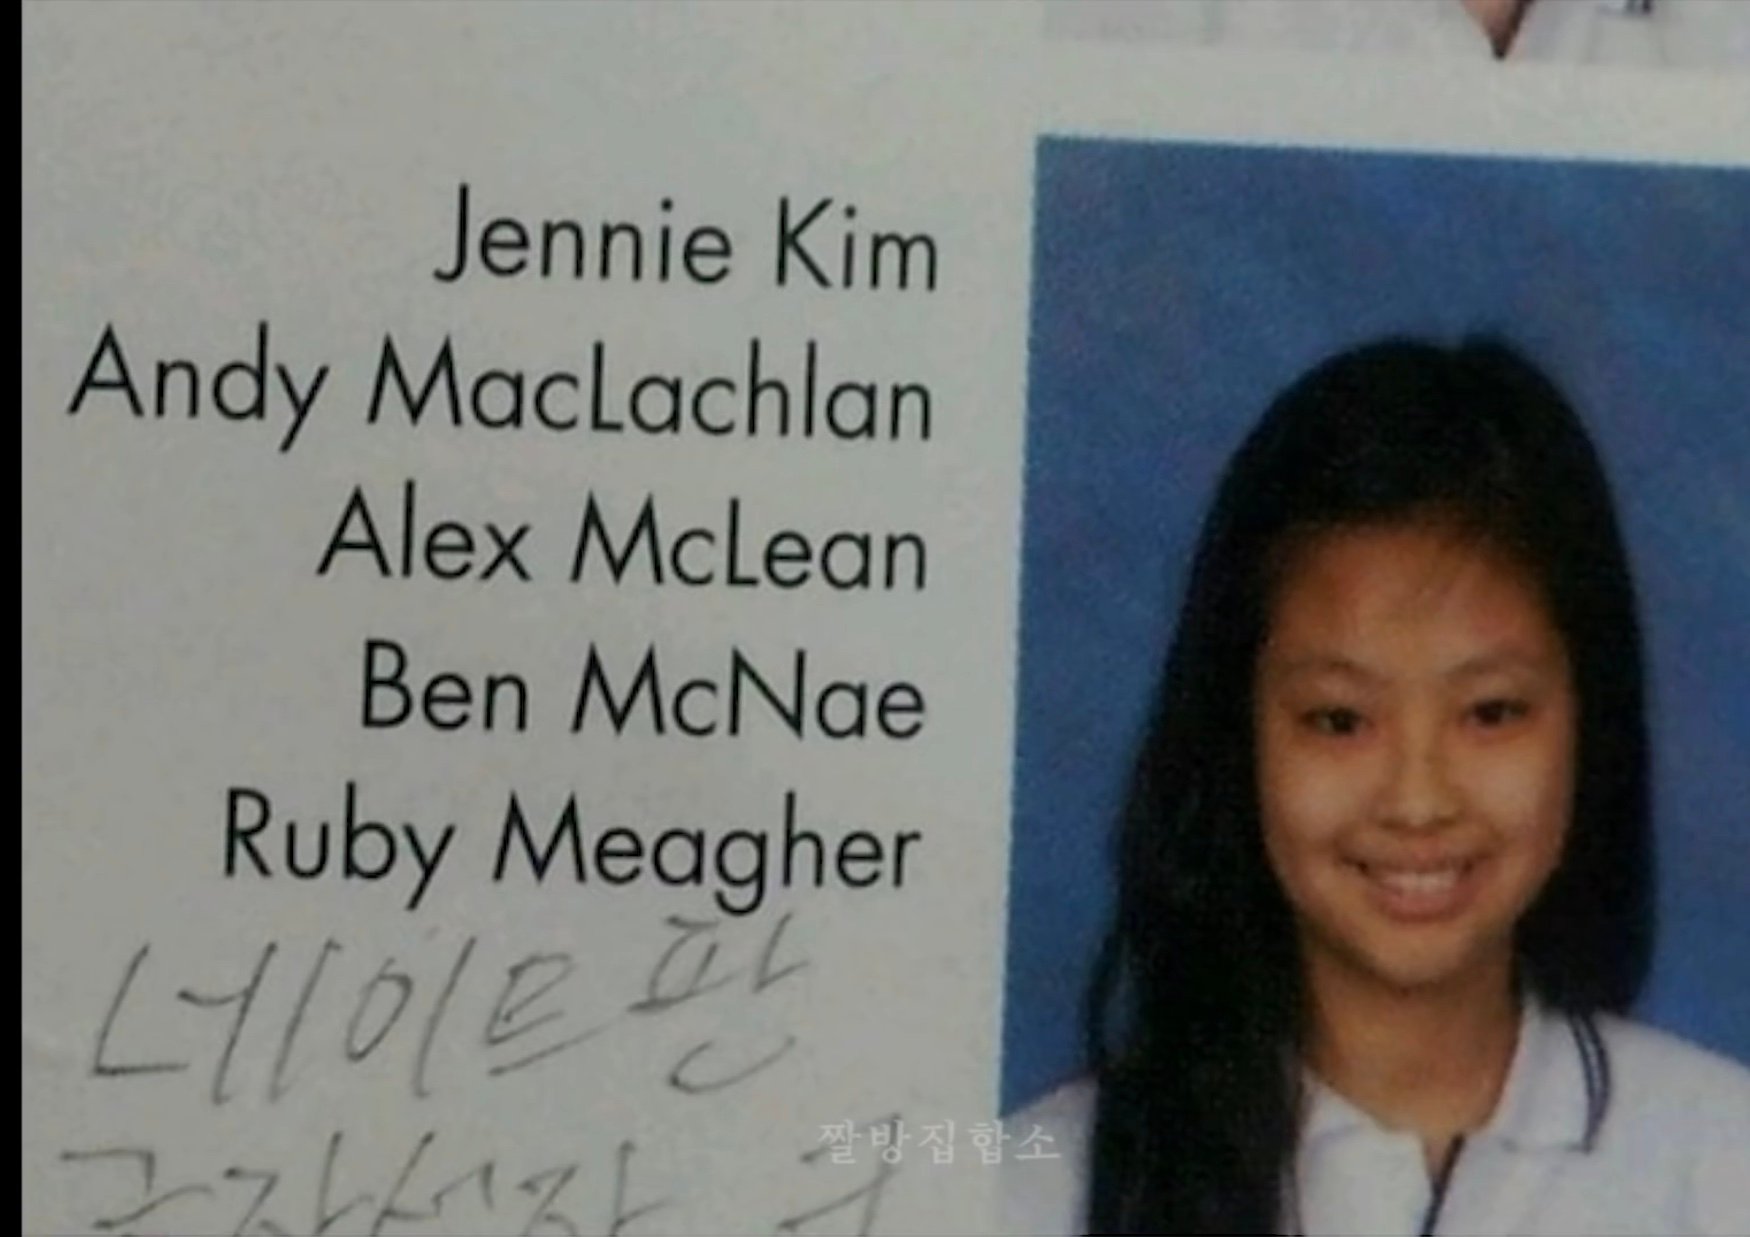 Jennie Kim
Andy MacLachlan
Alex McLean
Ben McNae
Ruby Meagher
네이트판
짤방집합소